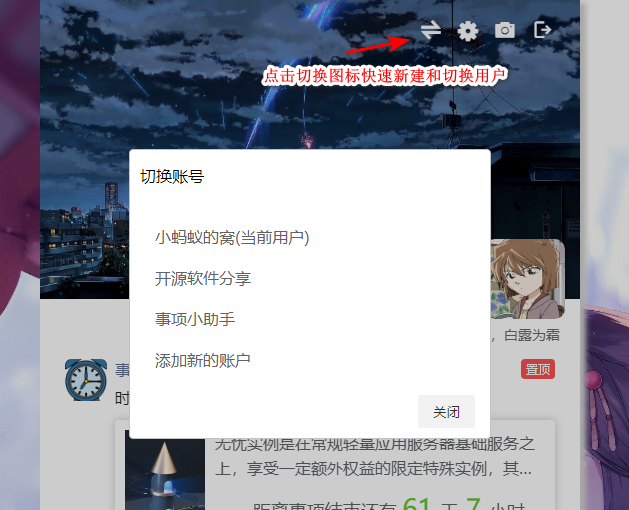 点击切换图标快速新建和切换用户
切换账号
小蚂蚁的窝(当前用户)
开源软件分享
事项小助手
添加新的账户
关闭
，白露为霜
事
置顶
时
无忧实例是在常规轻量应用服务器基础服务之
上，享受一定额外权益的限定特殊实例，其...
距离事项结束还有 61 天 7 小时